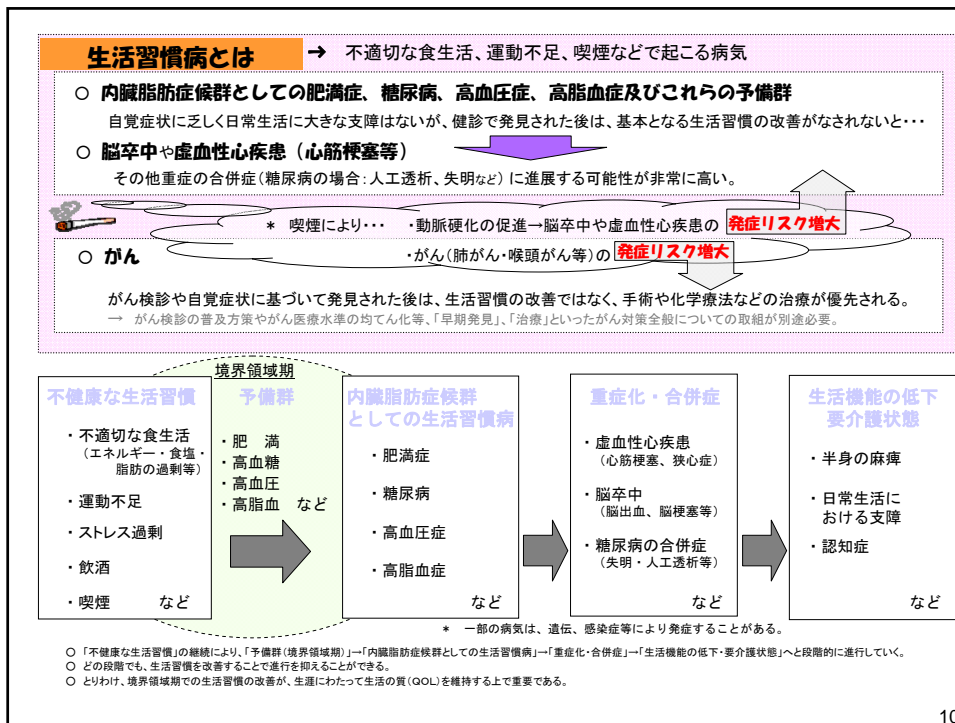 生活習慣病とは → 不適切な食生活、運動不足、喫煙などで起こる病気
○ 内臓脂肪症候群としての肥満症、糖尿病、高血圧症、高脂血症及びこれらの予備群
自覚症状に乏しく日常生活に大きな支障はないが、健診で発見された後は、基本となる生活習慣の改善がなされないと・・・
○ 脳卒中や虚血性心疾患（心筋梗塞等）
その他重症の合併症（糖尿病の場合：人工透析、失明など）に進展する可能性が非常に高い。
* 喫煙により・・・ ・動脈硬化の促進→脳卒中や虚血性心疾患の 発症リスク増大
○ がん ・がん（肺がん・喉頭がん等）の 発症リスク増大
がん検診や自覚症状に基づいて発見された後は、生活習慣の改善ではなく、手術や化学療法などの治療が優先される。
→ がん検診の普及方策やがん医療水準の均てん化等、「早期発見」、「治療」といったがん対策全般についての取組が別途必要。
不健康な生活習慣
・不適切な食生活
（エネルギー・食塩・
脂肪の過剰等）
・運動不足
・ストレス過剰
・飲酒
・喫煙 など
境界領域期
予備群
・肥 満
・高血糖
・高血圧
・高脂血 など
内臓脂肪症候群
としての生活習慣病
・肥満症
・糖尿病
・高血圧症
・高脂血症
など
重症化・合併症
・虚血性心疾患
（心筋梗塞、狭心症）
・脳卒中
（脳出血、脳梗塞等）
・糖尿病の合併症
（失明・人工透析等）
など
生活機能の低下
要介護状態
・半身の麻痺
・日常生活に
おける支障
・認知症
など
* 一部の病気は、遺伝、感染症等により発症することがある。
○ 「不健康な生活習慣」の継続により、「予備群（境界領域期）」→「内臓脂肪症候群としての生活習慣病」→「重症化・合併症」→「生活機能の低下・要介護状態」へと段階的に進行していく。
○ どの段階でも、生活習慣を改善することで進行を抑えることができる。
○ とりわけ、境界領域期での生活習慣の改善が、生涯にわたって生活の質（QOL）を維持する上で重要である。
10